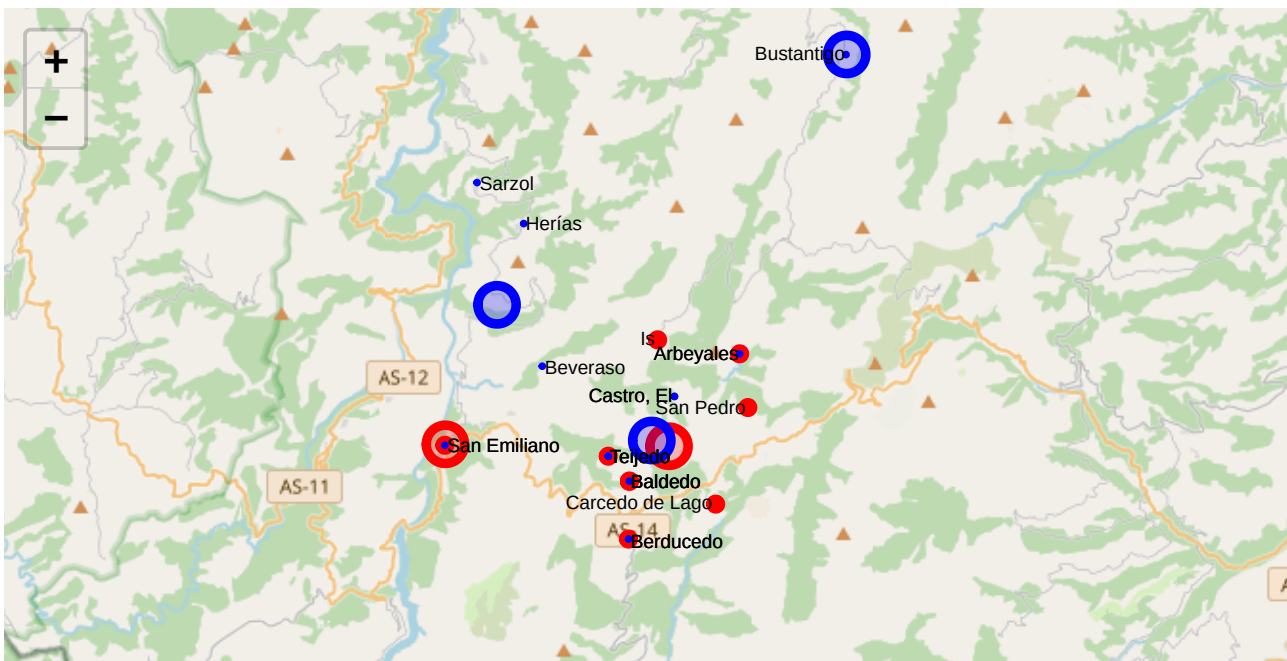 +
−
Bustantigo
Sarzol
Herías
Is
Arbeyales
Beveraso
AS-12
Castro, El
San Pedro
San Emiliano
Teijedo
Baldedo
AS-11
Carcedo de Lago
AS-14
Berducedo